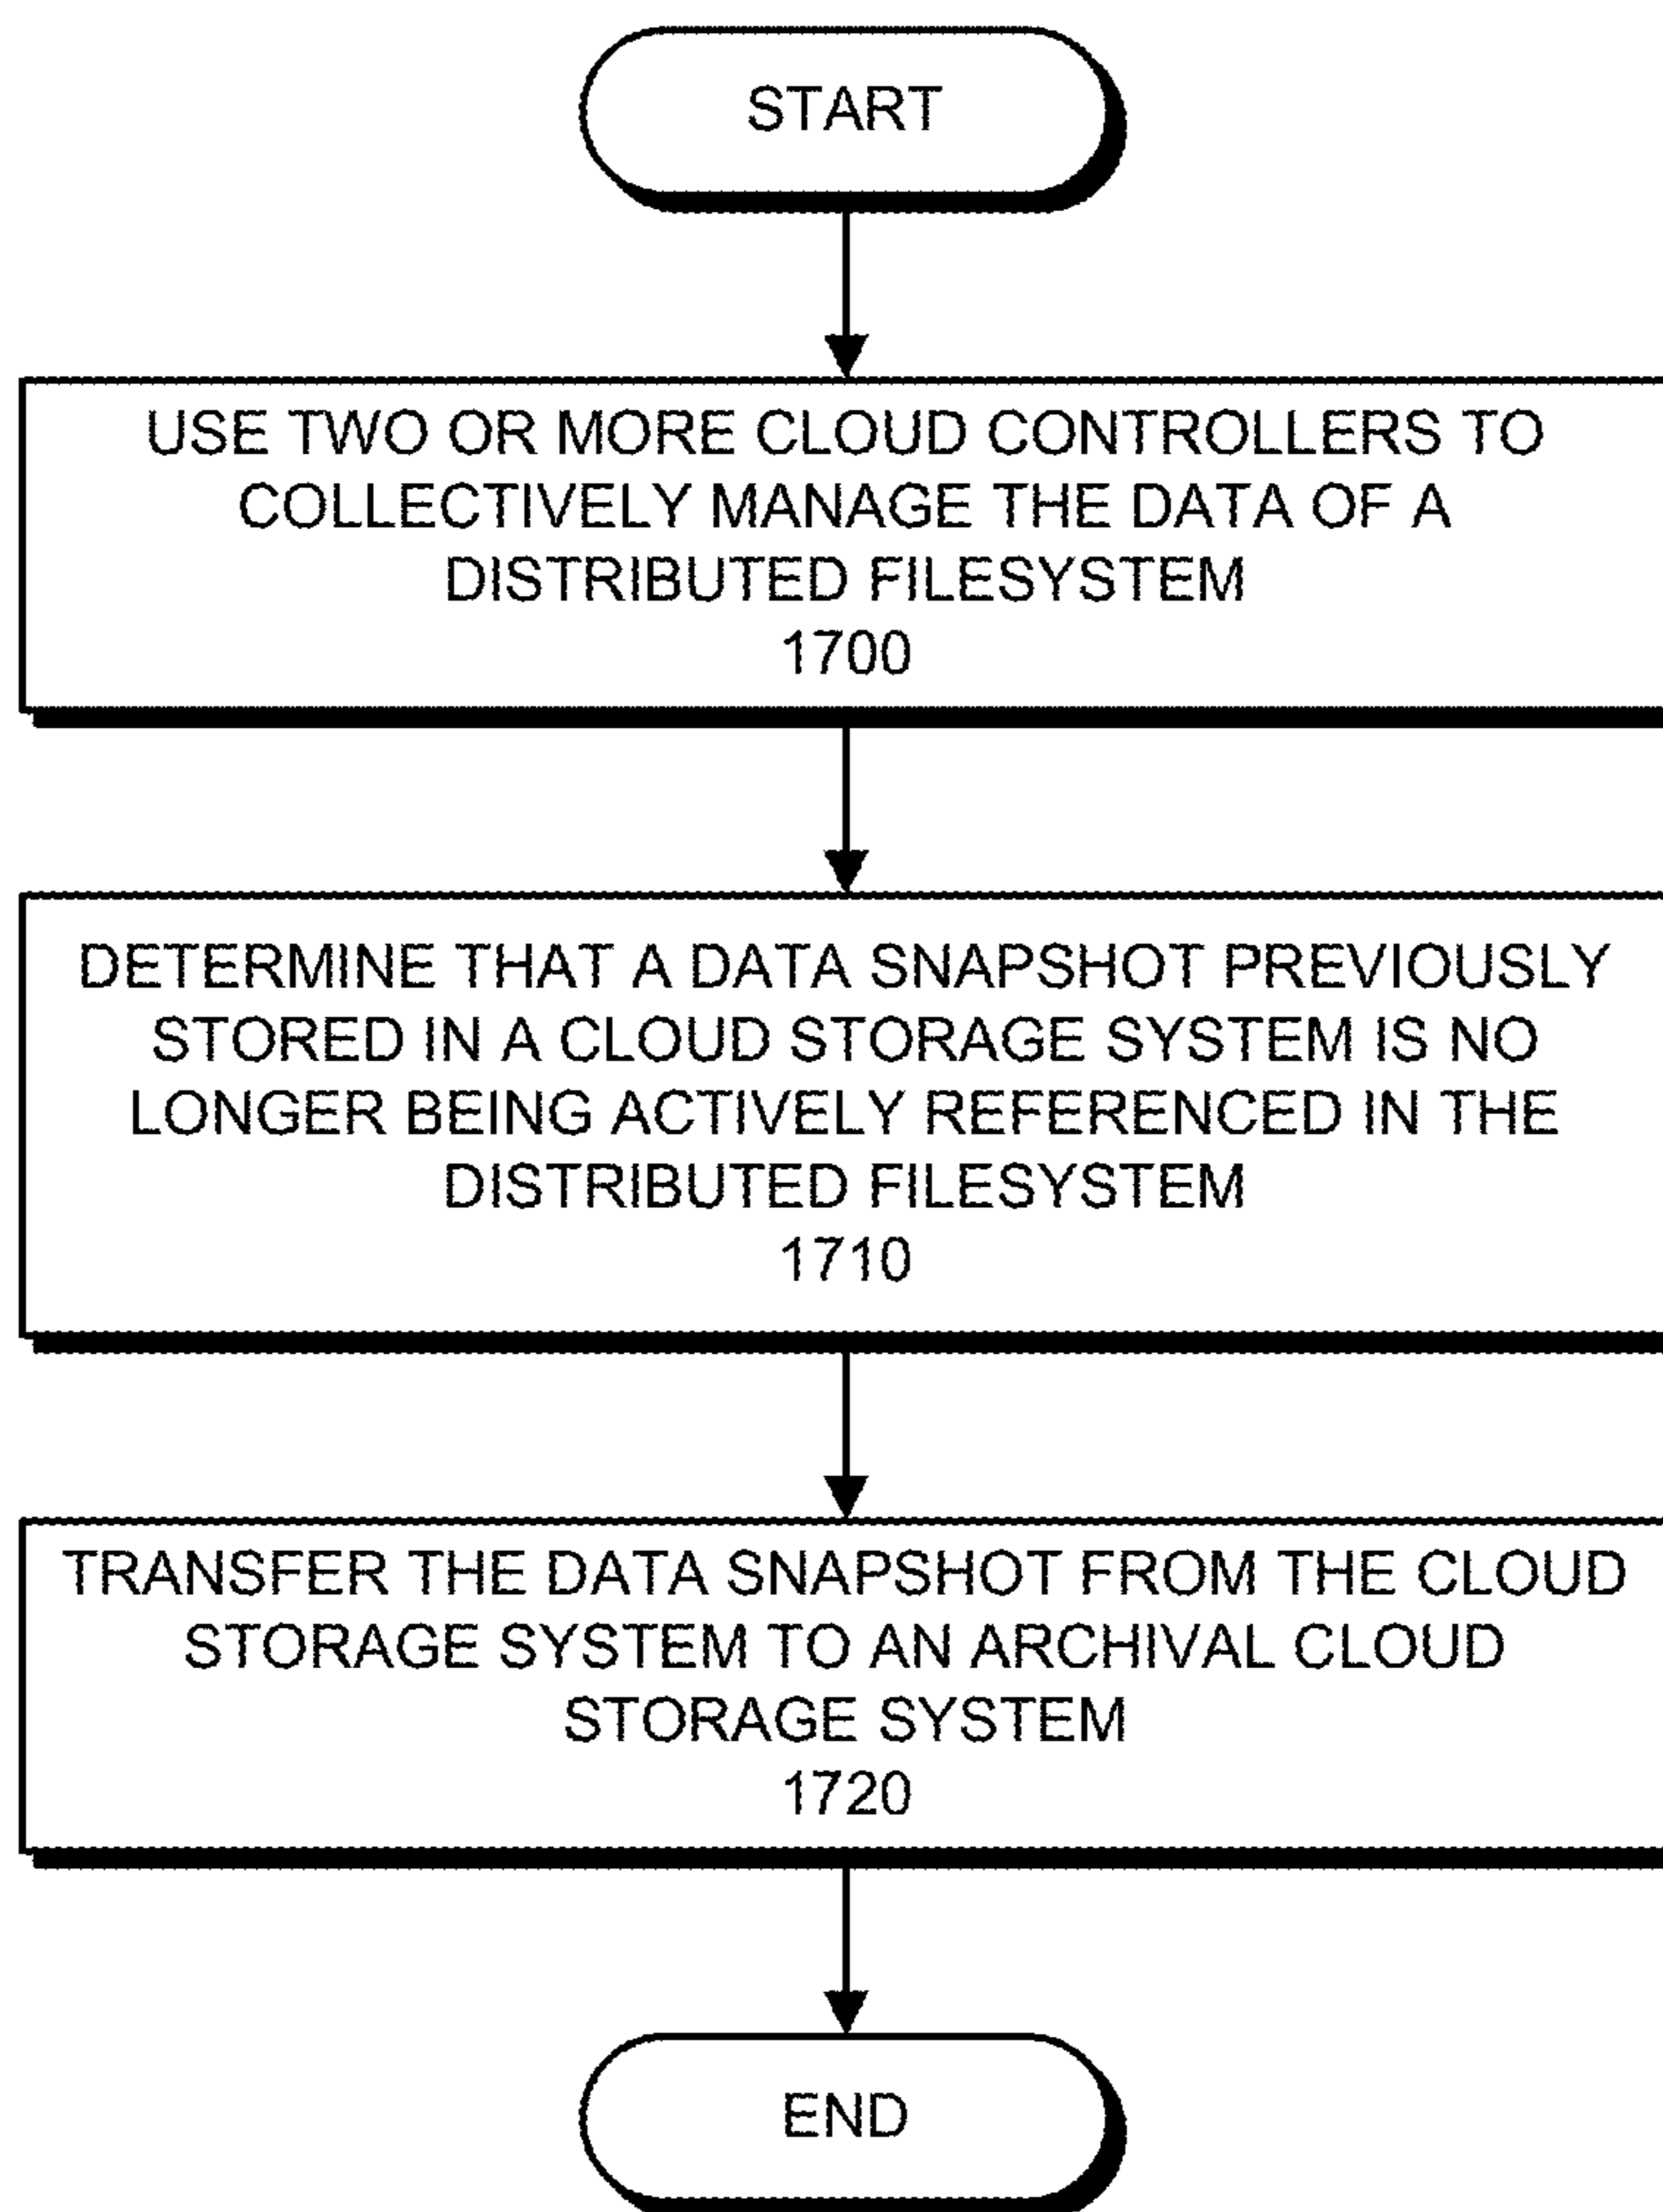 START
USE TWO OR MORE CLOUD CONTROLLERS TO
COLLECTIVELY MANAGE THE DATA OF A
DISTRIBUTED FILESYSTEM
1700
DETERMINE THAT A DATA SNAPSHOT PREVIOUSLY
STORED IN A CLOUD STORAGE SYSTEM IS NO
LONGER BEING ACTIVELY REFERENCED IN THE
DISTRIBUTED FILESYSTEM
1710
TRANSFER THE DATA SNAPSHOT FROM THE CLOUD
STORAGE SYSTEM TO AN ARCHIVAL CLOUD
STORAGE SYSTEM
1720
END